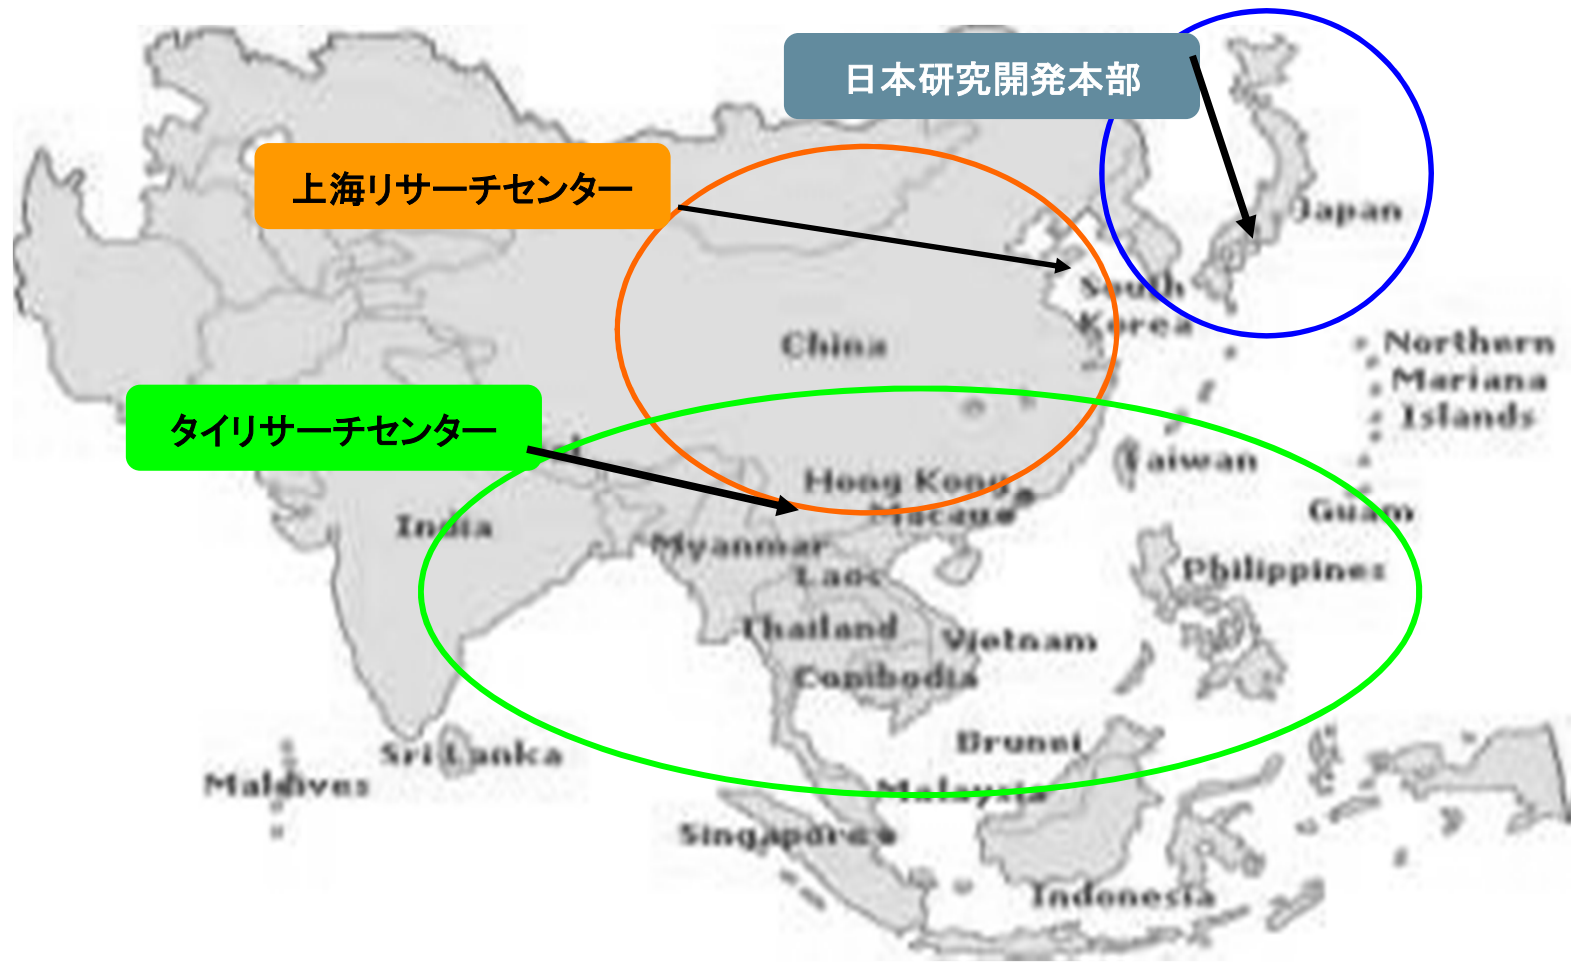 日本研究開発本部
上海リサーチセンター
Japan
South
Korea
China
Northern
Mariana
Islands
タイリサーチセンター
Taiwan
Hong Kong
Macau
Guam
India
Myanmar
Philippines
Laos
Thailand
Vietnam
Combodia
Brunei
Sri Lanka
Maldives
Malaysia
Singapore
Indonesia